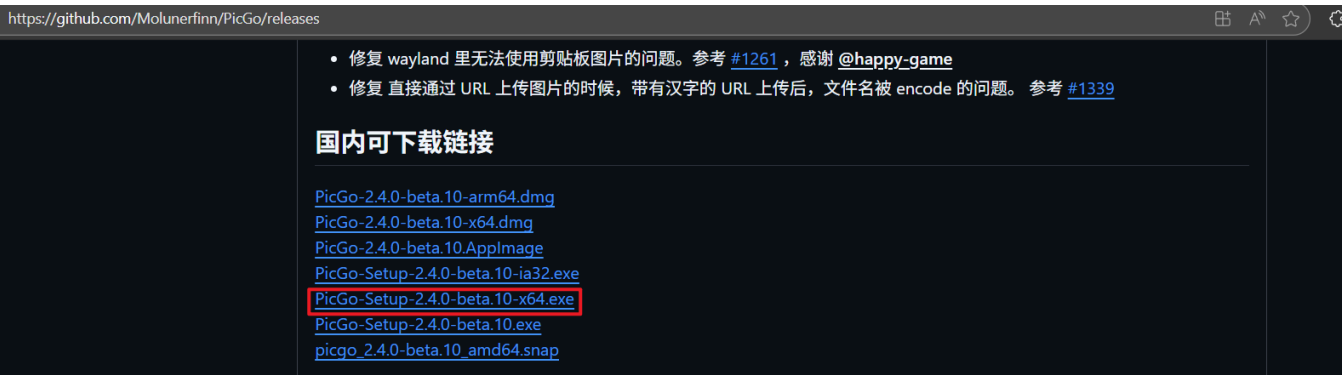 https://github.com/Molunerfinn/PicGo/releases
修复 wayland 里无法使用剪贴板图片的问题。参考 #1261 ，感谢 @happy-game
修复 直接通过 URL 上传图片的时候，带有汉字的 URL 上传后，文件名被 encode 的问题。 参考 #1339
国内可下载链接
PicGo-2.4.0-beta.10-arm64.dmg
PicGo-2.4.0-beta.10-x64.dmg
PicGo-2.4.0-beta.10.AppImage
PicGo-Setup-2.4.0-beta.10-ia32.exe
PicGo-Setup-2.4.0-beta.10-x64.exe
PicGo-Setup-2.4.0-beta.10.exe
picgo_2.4.0-beta.10_amd64.snap